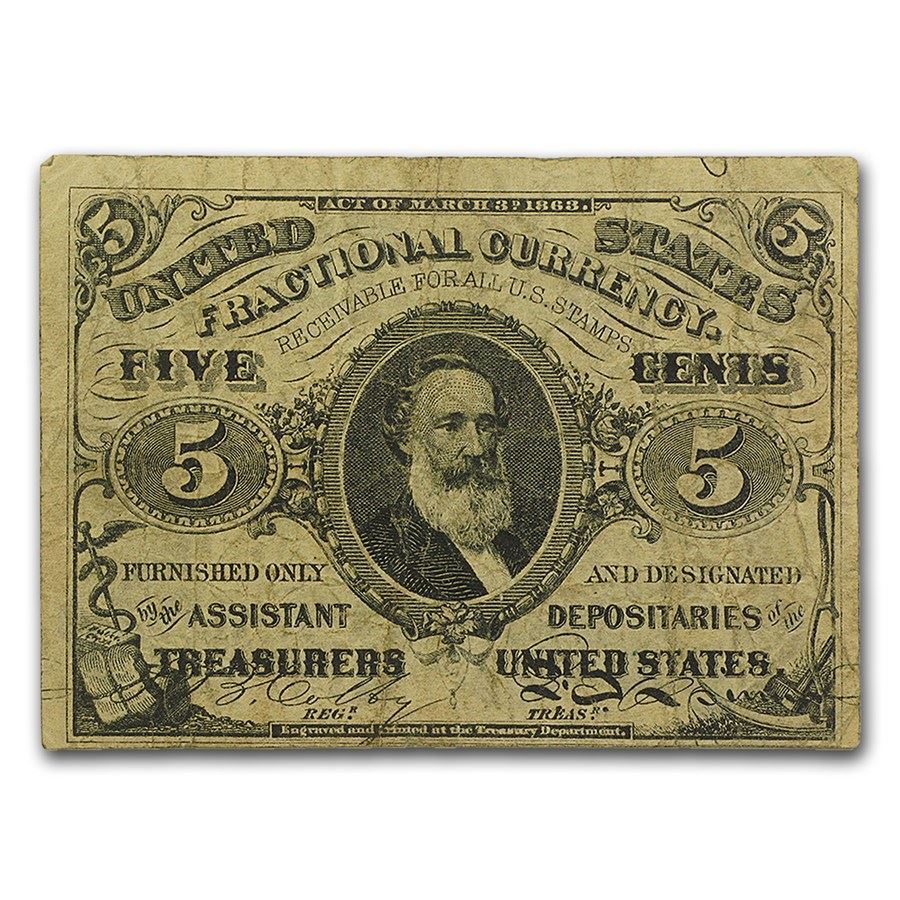 ACT OF MARCH 3D 1863.
5 UNITED STATES 5
FRACTIONAL CURRENCY.
RECEIVABLE FOR ALL U.S. STAMPS
FIVE CENTS
5 5
FURNISHED ONLY AND DESIGNATED
by the ASSISTANT DEPOSITARIES of the
TREASURERS UNITED STATES.
S. Colby
REGR. TREASR.
Engraved and printed at the Treasury Department.